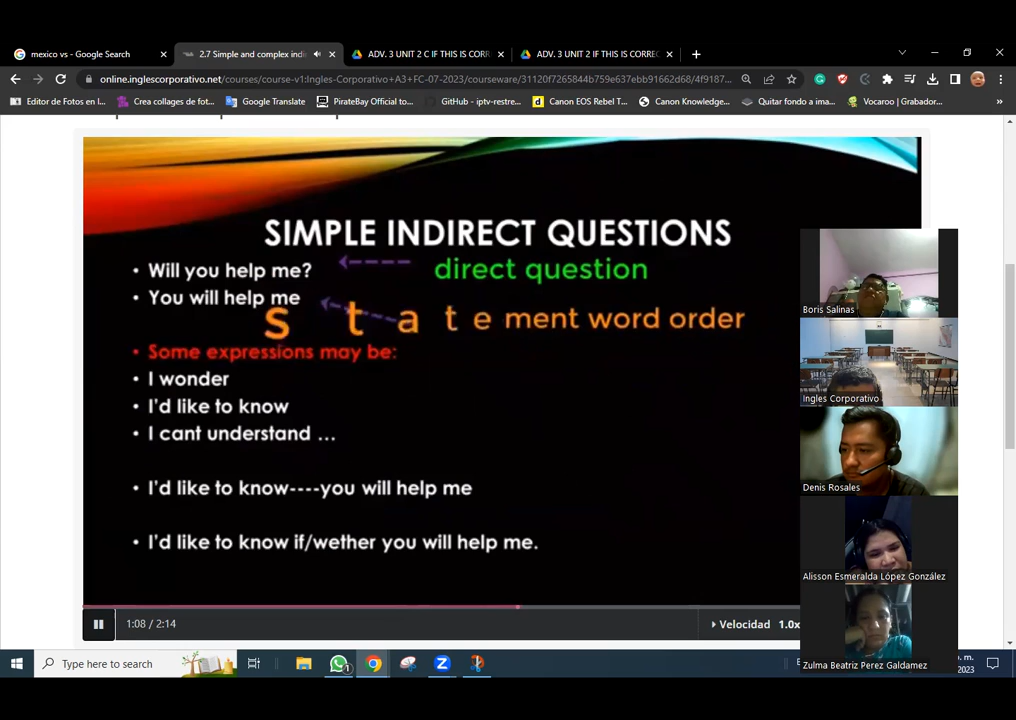 mexico vs - Google Search
2.7 Simple and complex indi
ADV. 3 UNIT 2 C IF THIS IS CORR
ADV. 3 UNIT 2 IF THIS IS CORREC
online.inglescorporativo.net/courses/course-v1:Ingles-Corporativo+A3+FC-07-2023/courseware/31120f7265844b759e637ebb91662d68/4f9187...
Editor de Fotos en l...
Crea collages de fot...
Google Translate
PirateBay Official to...
GitHub - iptv-restre...
Canon EOS Rebel T...
Canon Knowledge...
Quitar fondo a ima...
Vocaroo | Grabador...
SIMPLE INDIRECT QUESTIONS
• Will you help me?
direct question
• You will help me
statement word order
• Some expressions may be:
• I wonder
• I'd like to know
• I cant understand ...
• I'd like to know----you will help me
• I'd like to know if/wether you will help me.
Boris Salinas
Ingles Corporativo
Denis Rosales
Alisson Esmeralda López González
Zulma Beatriz Perez Galdamez
1:08 / 2:14
Velocidad 1.0x
Type here to search
p. m.
2023